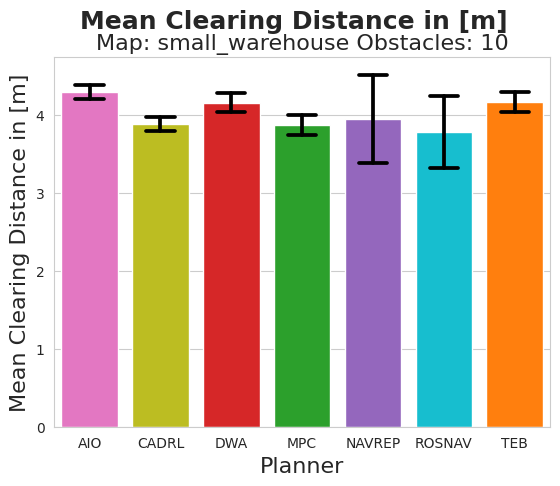 Mean Clearing Distance in [m]
Map: small_warehouse Obstacles: 10
Mean Clearing Distance in [m]
4
3
2
1
0
AIO CADRL DWA MPC NAVREP ROSNAV TEB
Planner